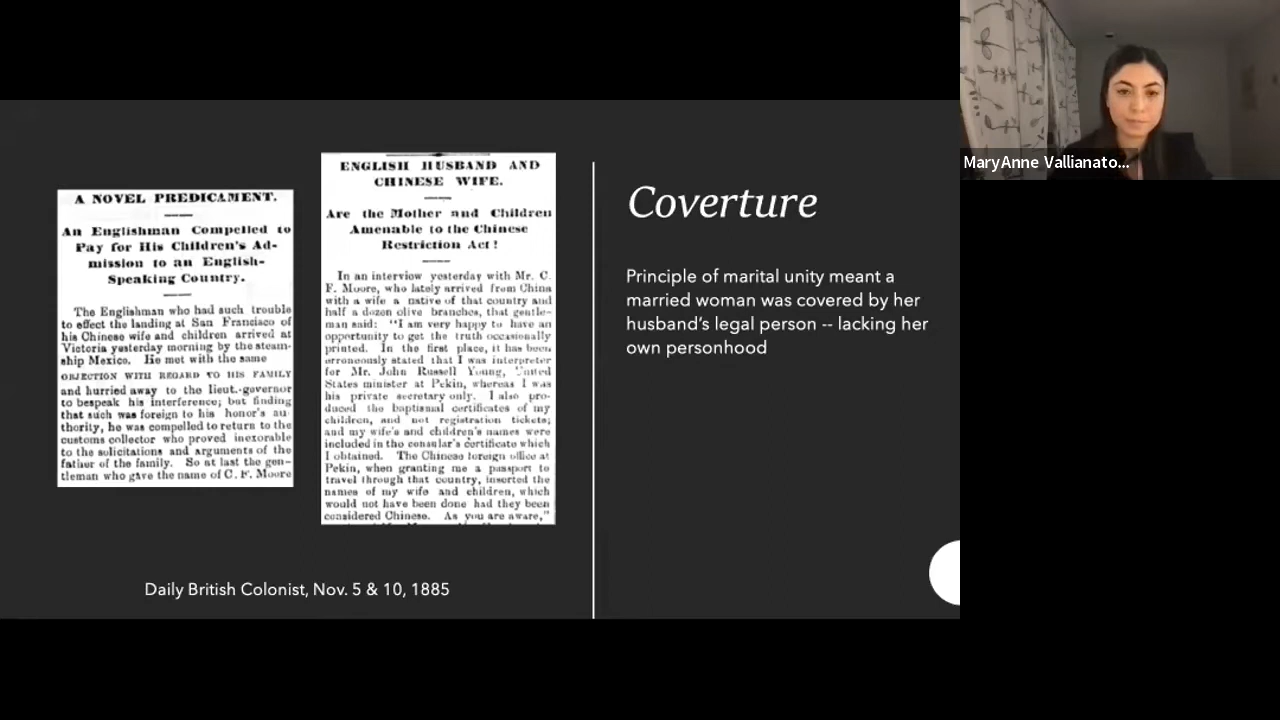 A NOVEL PREDICAMENT.
An Englishman Compelled to
Pay for His Children's Ad-
mission to an English-
Speaking Country.
The Englishman who had such trouble
to effect the landing at San Francisco of
his Chinese wife and children arrived at
Victoria yesterday morning by the steam-
ship Mexico. He met with the same
OBJECTION WITH REGARD TO HIS FAMILY
and hurried away to the lieut.-governor
to bespeak his interference; but finding
that such was foreign to his honor's au-
thority, he was compelled to return to the
customs collector who proved inexorable
to the solicitations and arguments of the
father of the family. So at last the gen-
tleman who gave the name of C. F. Moore
ENGLISH HUSBAND AND
CHINESE WIFE.
Are the Mother and Children
Amenable to the Chinese
Restriction Act?
In an interview yesterday with Mr. C.
F. Moore, who lately arrived from China
with a wife a native of that country and
half a dozen olive branches, that gentle-
man said: "I am very happy to have an
opportunity to get the truth occasionally
printed. In the first place, it has been
erroneously stated that I was interpreter
for Mr. John Russell Young, United
States minister at Pekin, whereas I was
his private secretary only. I also pro-
duced the baptismal certificates of my
children, and not registration tickets;
and my wife's and children's names were
included in the consular's certificate which
I obtained. The Chinese foreign office at
Pekin, when granting me a passport to
travel through that country, inserted the
names of my wife and children, which
would not have been done had they been
considered Chinese. As you are aware,"
Daily British Colonist, Nov. 5 & 10, 1885
Coverture
Principle of marital unity meant a
married woman was covered by her
husband's legal person -- lacking her
own personhood
MaryAnne Vallianato...